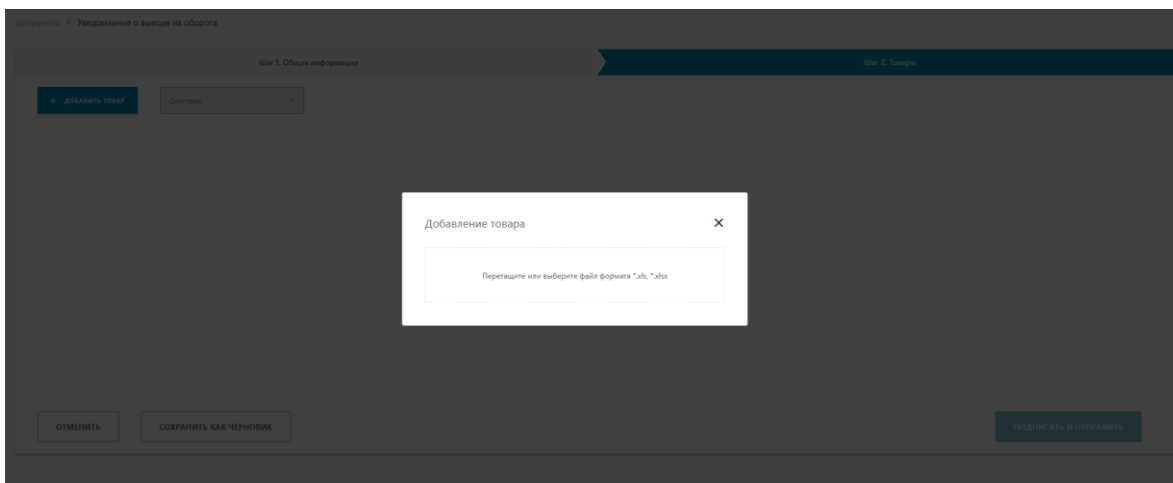 Документы > Уведомление о выводе из оборота
Шаг 1. Общая информация
Шаг 2. Товары
+ ДОБАВИТЬ ТОВАР
Действия
Добавление товара
Перетащите или выберите файл формата *.xls, *.xlsx
ОТМЕНИТЬ
СОХРАНИТЬ КАК ЧЕРНОВИК
ПОДПИСАТЬ И ОТПРАВИТЬ